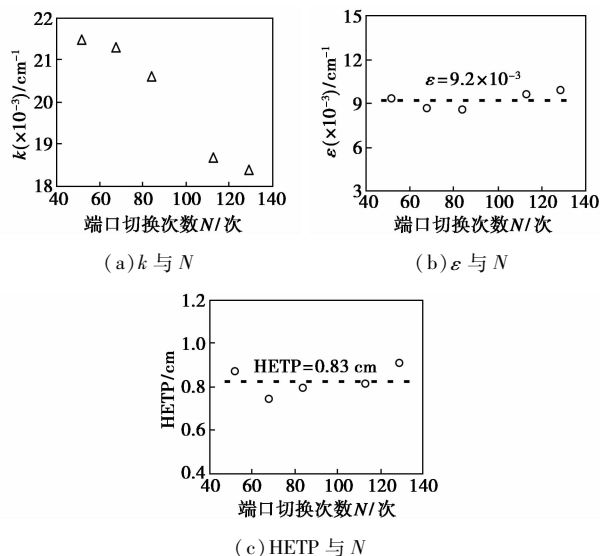 k(×10⁻³)/cm⁻¹
22
21
20
19
18
40 60 80 100 120 140
端口切换次数N/次
(a)k 与 N
ε(×10⁻³)/cm⁻¹
15
12
9
6
3
ε=9.2×10⁻³
40 60 80 100 120 140
端口切换次数N/次
(b)ε 与 N
HETP/cm
1.2
1.0
0.8
0.6
0.4
HETP=0.83 cm
40 60 80 100 120 140
端口切换次数N/次
(c)HETP 与 N